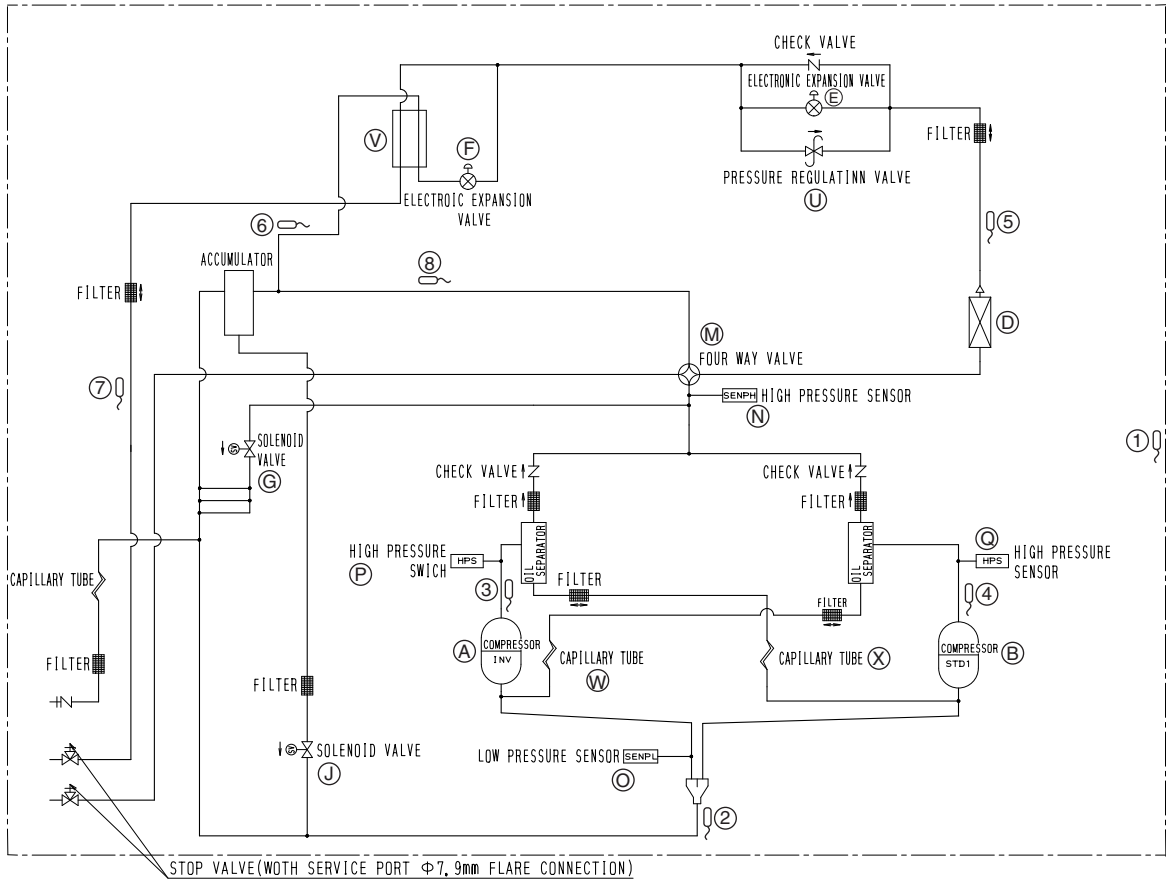 CHECK VALVE
ELECTRONIC EXPANSION VALVE
E
FILTER
PRESSURE REGULATINN VALVE
U
V
F
ELECTROIC EXPANSION
VALVE
6
5
ACCUMULATOR
8
FILTER
D
M
FOUR WAY VALVE
7
SENPH HIGH PRESSURE SENSOR
N
1
SV SOLENOID
VALVE
G
CHECK VALVE
CHECK VALVE
FILTER
FILTER
OIL
SEPARATOR
OIL
SEPARATOR
HIGH PRESSURE
SWICH
P
HPS
Q
HPS
HIGH PRESSURE
SENSOR
CAPILLARY TUBE
3
FILTER
FILTER
4
A
COMPRESSOR
INV
CAPILLARY TUBE
W
CAPILLARY TUBE X
COMPRESSOR
STD1
B
FILTER
FILTER
SV SOLENOID VALVE
J
LOW PRESSURE SENSOR SENPL
O
2
STOP VALVE(WOTH SERVICE PORT Φ7.9mm FLARE CONNECTION)